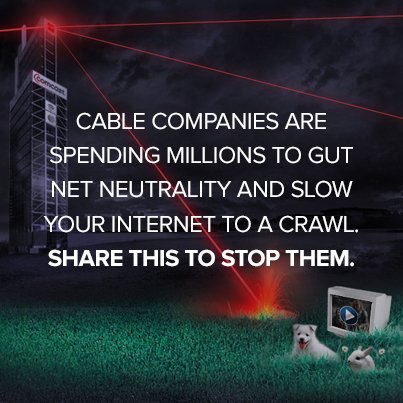 comcast
CABLE COMPANIES ARE
SPENDING MILLIONS TO GUT
NET NEUTRALITY AND SLOW
YOUR INTERNET TO A CRAWL.
SHARE THIS TO STOP THEM.